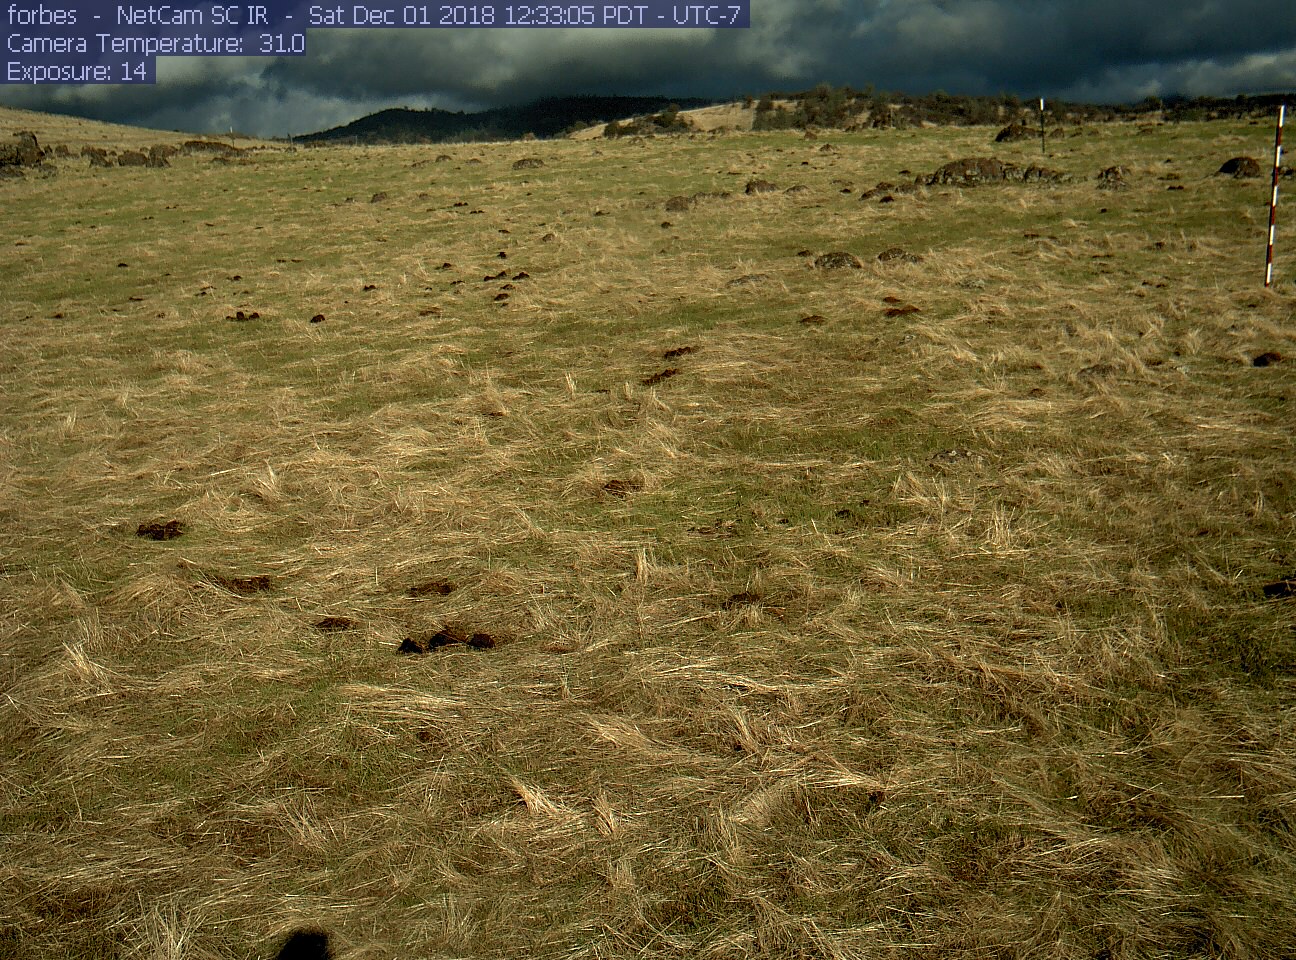 forbes - NetCam SC IR - Sat Dec 01 2018 12:33:05 PDT - UTC-7
Camera Temperature: 31.0
Exposure: 14